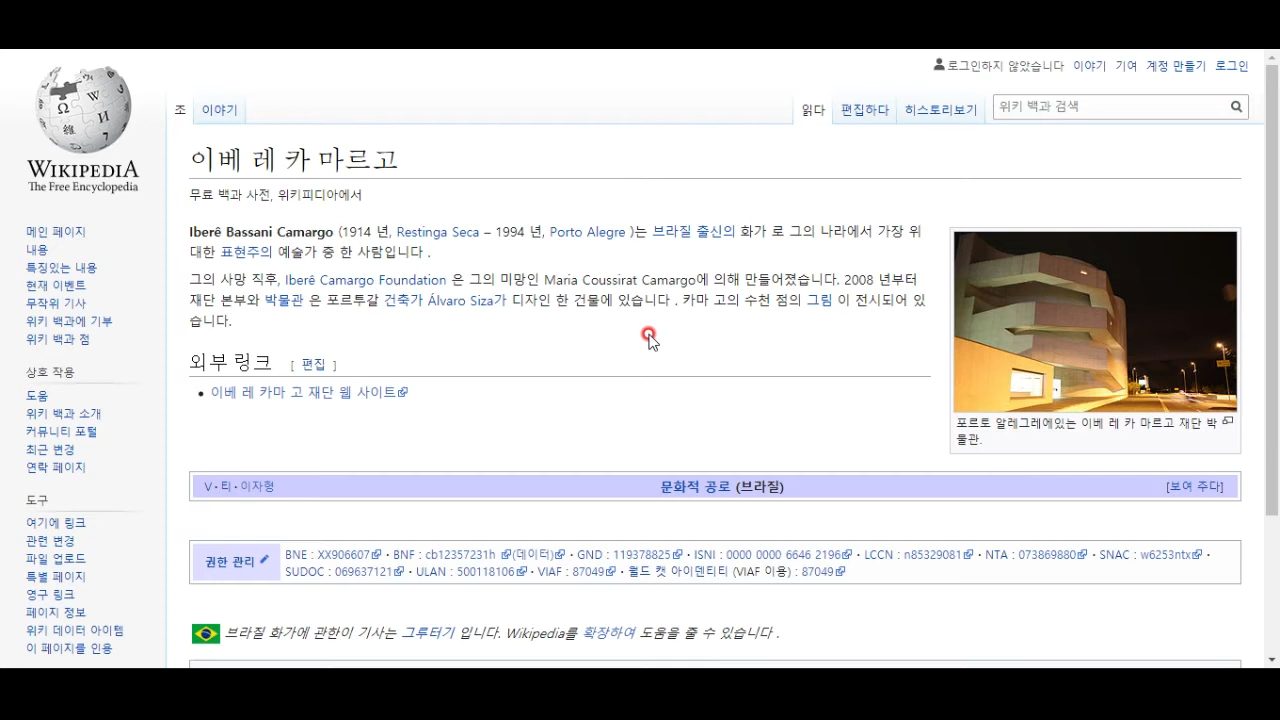 로그인하지 않았습니다 이야기 기여 계정 만들기 로그인
조 이야기 읽다 편집하다 히스토리보기 위키 백과 검색
WIKIPEDIA
The Free Encyclopedia
메인 페이지
내용
특징있는 내용
현재 이벤트
무작위 기사
위키 백과에 기부
위키 백과 점
상호 작용
도움
위키 백과 소개
커뮤니티 포털
최근 변경
연락 페이지
도구
여기에 링크
관련 변경
파일 업로드
특별 페이지
영구 링크
페이지 정보
위키 데이터 아이템
이 페이지를 인용
이베 레 카 마르고
무료 백과 사전, 위키피디아에서
Iberê Bassani Camargo (1914 년, Restinga Seca – 1994 년, Porto Alegre )는 브라질 출신의 화가 로 그의 나라에서 가장 위
대한 표현주의 예술가 중 한 사람입니다 .
그의 사망 직후, Iberê Camargo Foundation 은 그의 미망인 Maria Coussirat Camargo에 의해 만들어졌습니다. 2008 년부터
재단 본부와 박물관 은 포르투갈 건축가 Álvaro Siza가 디자인 한 건물에 있습니다 . 카마 고의 수천 점의 그림 이 전시되어 있
습니다.
외부 링크 [ 편집 ]
• 이베 레 카마 고 재단 웹 사이트
포르토 알레그레에있는 이베 레 카 마르고 재단 박
물관.
V • 티 • 이자형 문화적 공로 (브라질) [보여 주다]
권한 관리
BNE : XX906607 • BNF : cb12357231h (데이터) • GND : 119378825 • ISNI : 0000 0000 6646 2196 • LCCN : n85329081 • NTA : 073869880 • SNAC : w6253ntx •
SUDOC : 069637121 • ULAN : 500118106 • VIAF : 87049 • 월드 캣 아이덴티티 (VIAF 이용) : 87049
브라질 화가에 관한이 기사는 그루터기 입니다. Wikipedia를 확장하여 도움을 줄 수 있습니다 .